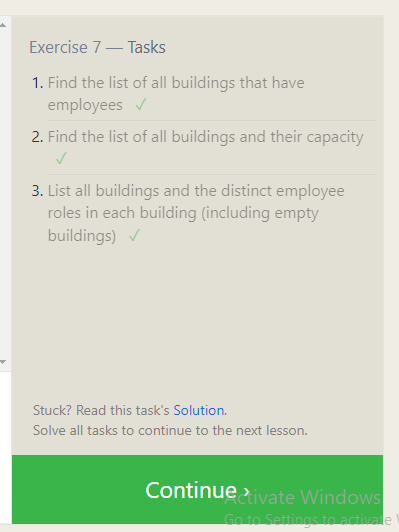 Exercise 7 — Tasks
1. Find the list of all buildings that have
employees ✓
2. Find the list of all buildings and their capacity
✓
3. List all buildings and the distinct employee
roles in each building (including empty
buildings) ✓
Stuck? Read this task's Solution.
Solve all tasks to continue to the next lesson.
Continue ›
Activate Windows
Go to Settings to activate W